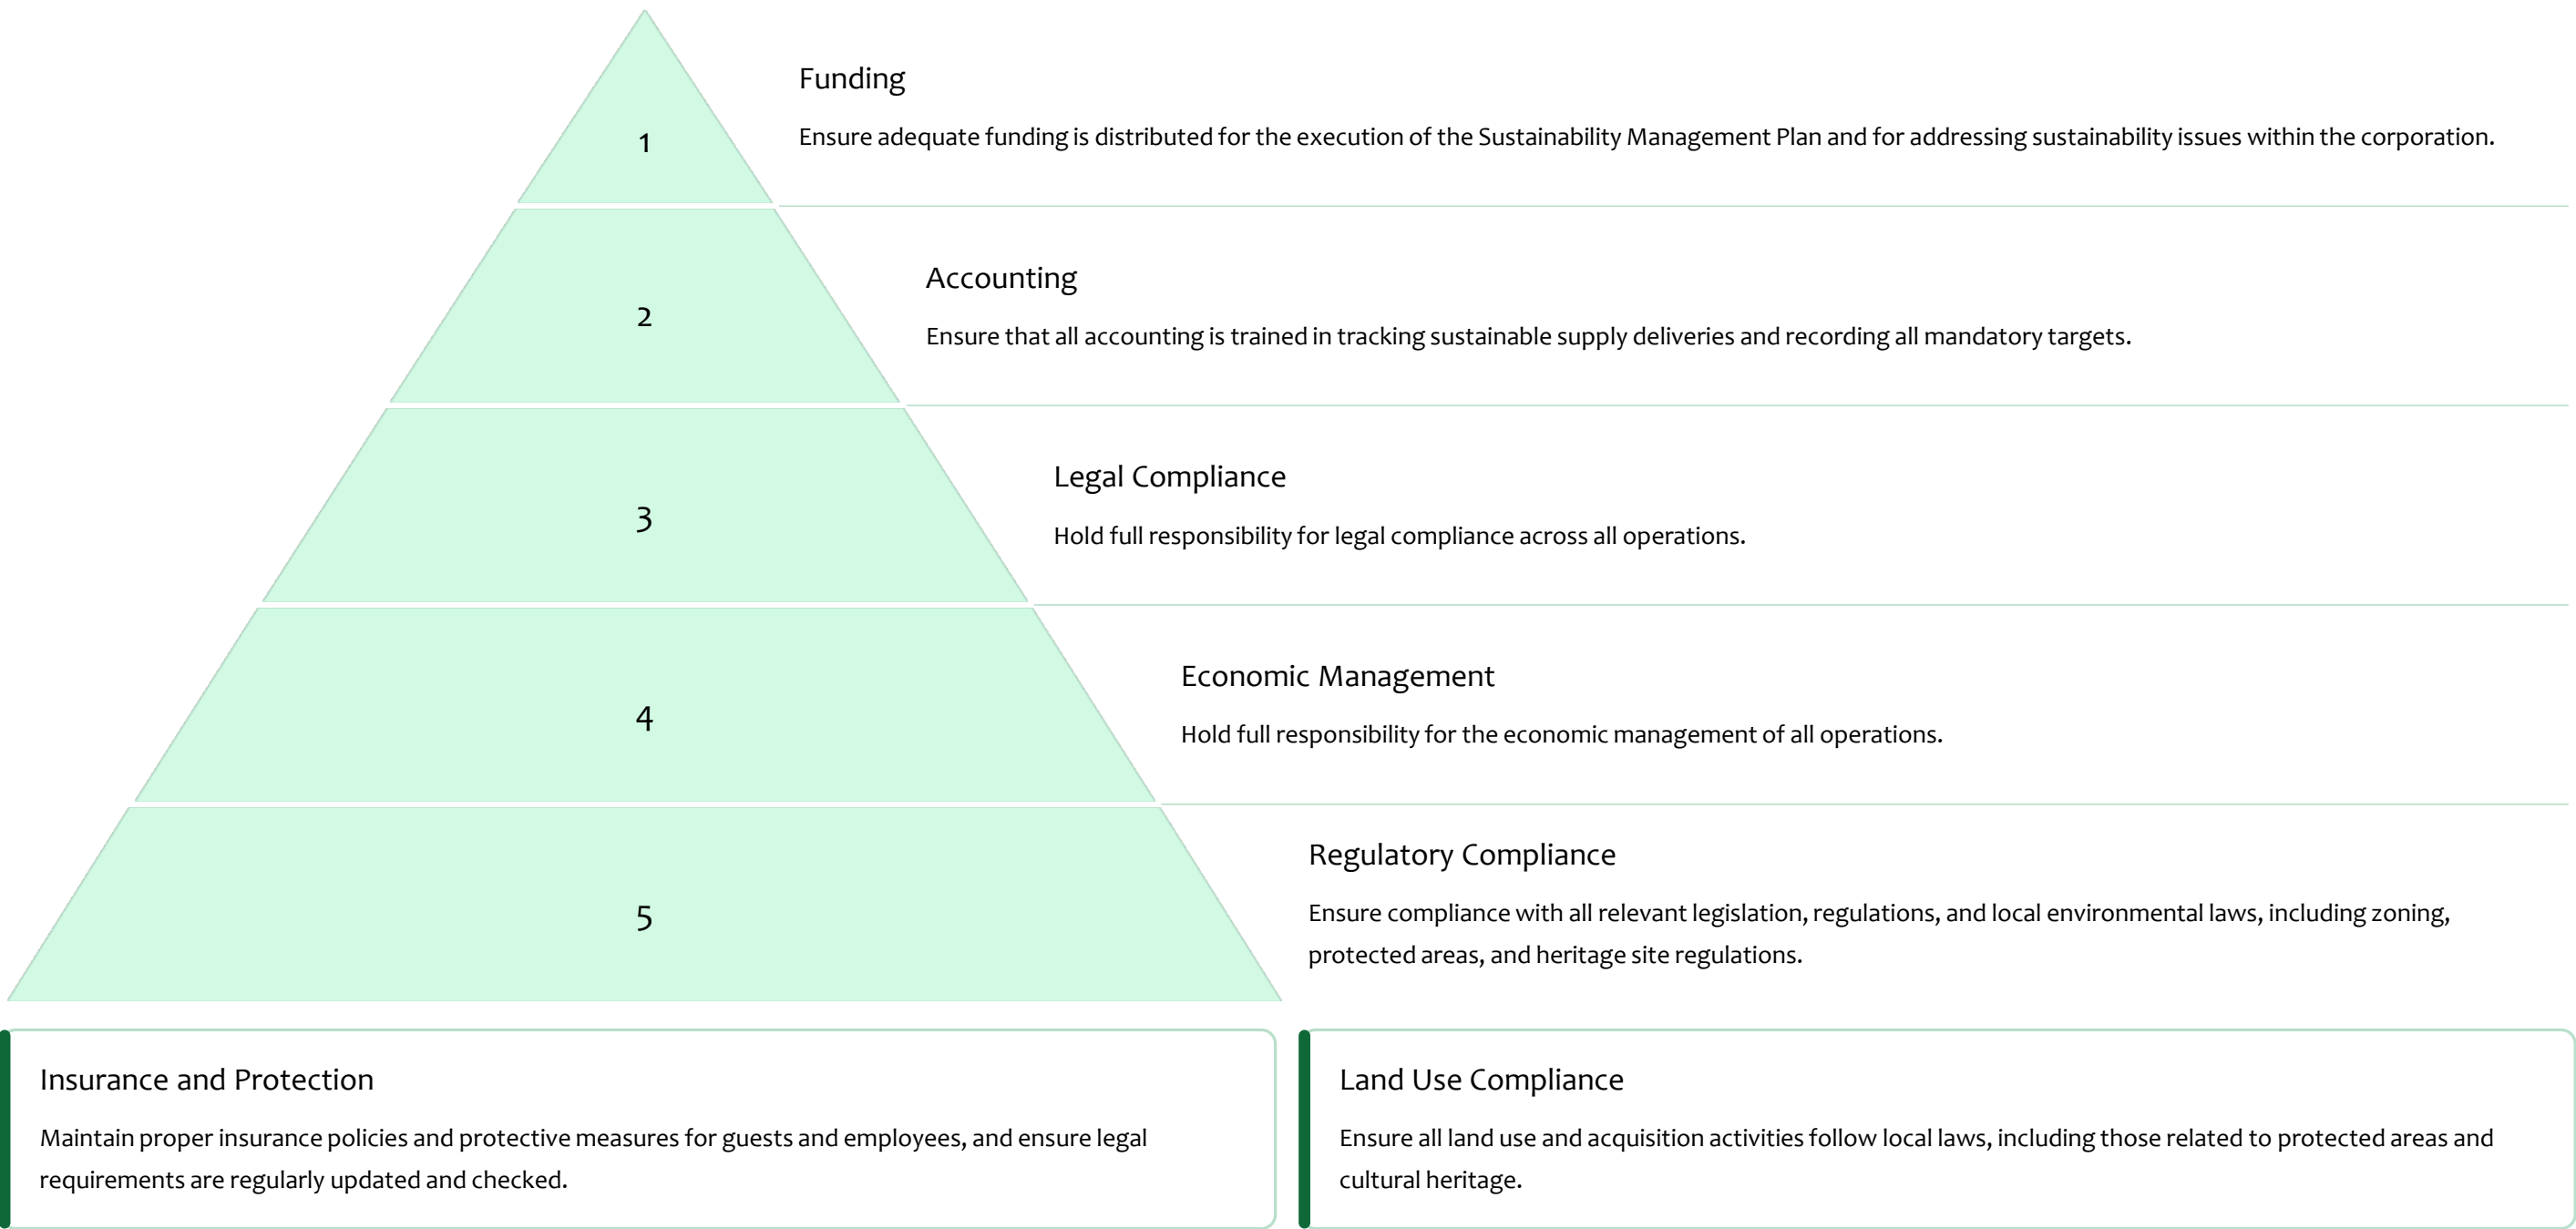 1
Funding
Ensure adequate funding is distributed for the execution of the Sustainability Management Plan and for addressing sustainability issues within the corporation.
2
Accounting
Ensure that all accounting is trained in tracking sustainable supply deliveries and recording all mandatory targets.
3
Legal Compliance
Hold full responsibility for legal compliance across all operations.
4
Economic Management
Hold full responsibility for the economic management of all operations.
5
Regulatory Compliance
Ensure compliance with all relevant legislation, regulations, and local environmental laws, including zoning,
protected areas, and heritage site regulations.
Insurance and Protection
Maintain proper insurance policies and protective measures for guests and employees, and ensure legal
requirements are regularly updated and checked.
Land Use Compliance
Ensure all land use and acquisition activities follow local laws, including those related to protected areas and
cultural heritage.